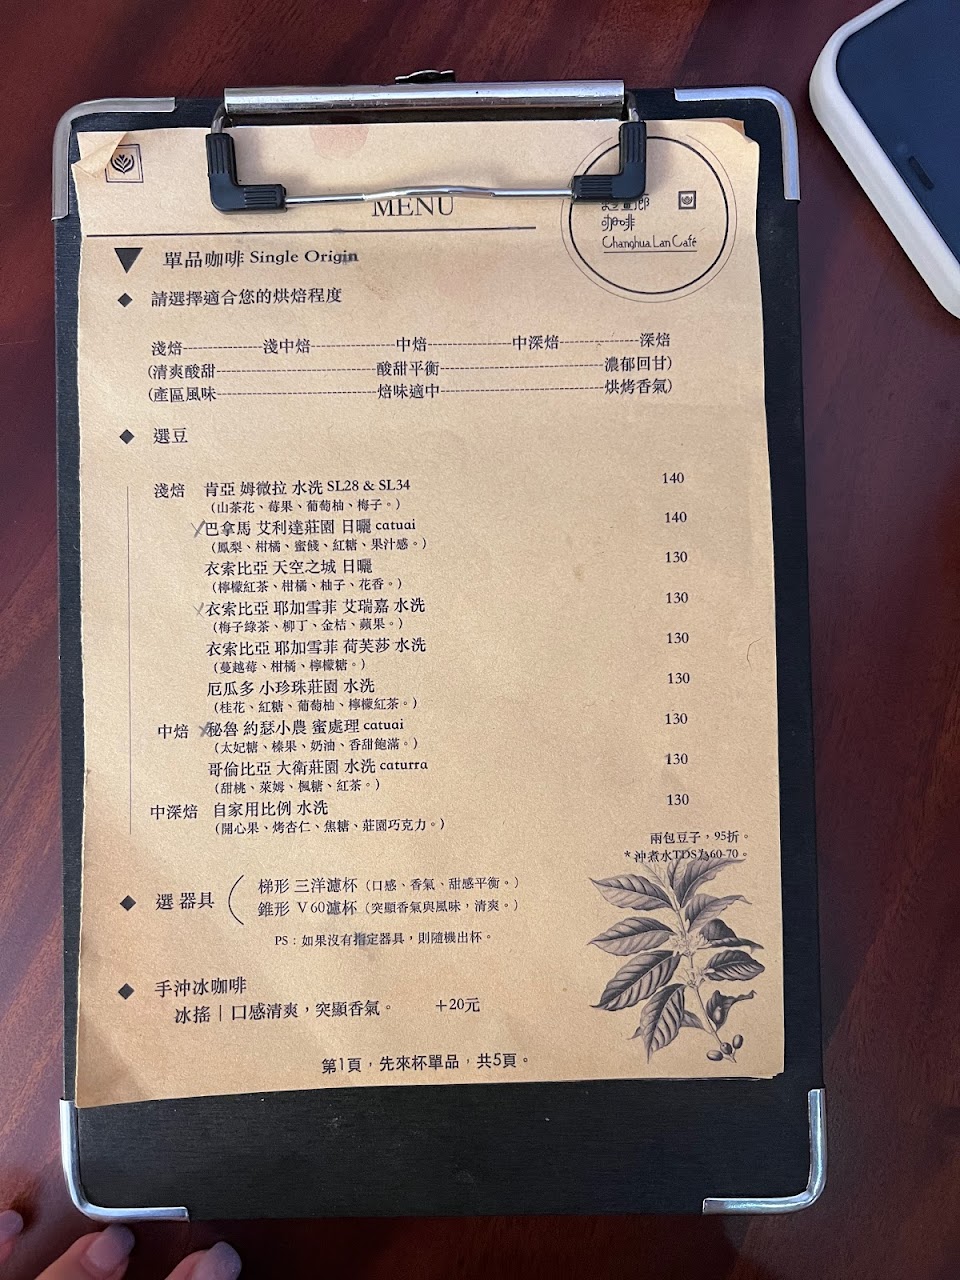 MENU
咖啡
Changhua Lan Café
單品咖啡 Single Origin
請選擇適合您的烘焙程度
淺焙----------------淺中焙-----------------中焙-----------------中深焙----------------深焙
(清爽酸甜--------------------------------酸甜平衡---------------------------------濃郁回甘)
(產區風味--------------------------------焙味適中---------------------------------烘烤香氣)
選豆
淺焙 肯亞 姆微拉 水洗 SL28 & SL34 140
（山茶花、莓果、葡萄柚、梅子。）
巴拿馬 艾利達莊園 日曬 catuai 140
（鳳梨、柑橘、蜜餞、紅糖、果汁感。）
衣索比亞 天空之城 日曬 130
（檸檬紅茶、柑橘、柚子、花香。）
衣索比亞 耶加雪菲 艾瑞嘉 水洗 130
（梅子綠茶、柳丁、金桔、蘋果。）
衣索比亞 耶加雪菲 荷芙莎 水洗 130
（蔓越莓、柑橘、檸檬糖。）
厄瓜多 小珍珠莊園 水洗 130
（桂花、紅糖、葡萄柚、檸檬紅茶。）
中焙 秘魯 約瑟小農 蜜處理 catuai 130
（太妃糖、榛果、奶油、香甜飽滿。）
哥倫比亞 大衛莊園 水洗 caturra 130
（甜桃、萊姆、楓糖、紅茶。）
中深焙 自家用比例 水洗 130
（開心果、烤杏仁、焦糖、莊園巧克力。）
兩包豆子，95折。
*沖煮水TDS為60-70。
選 器具
梯形 三洋濾杯（口感、香氣、甜感平衡。）
錐形 V60濾杯（突顯香氣與風味，清爽。）
PS：如果沒有指定器具，則隨機出杯。
手沖冰咖啡
冰搖｜口感清爽，突顯香氣。 +20元
第1頁，先來杯單品，共5頁。